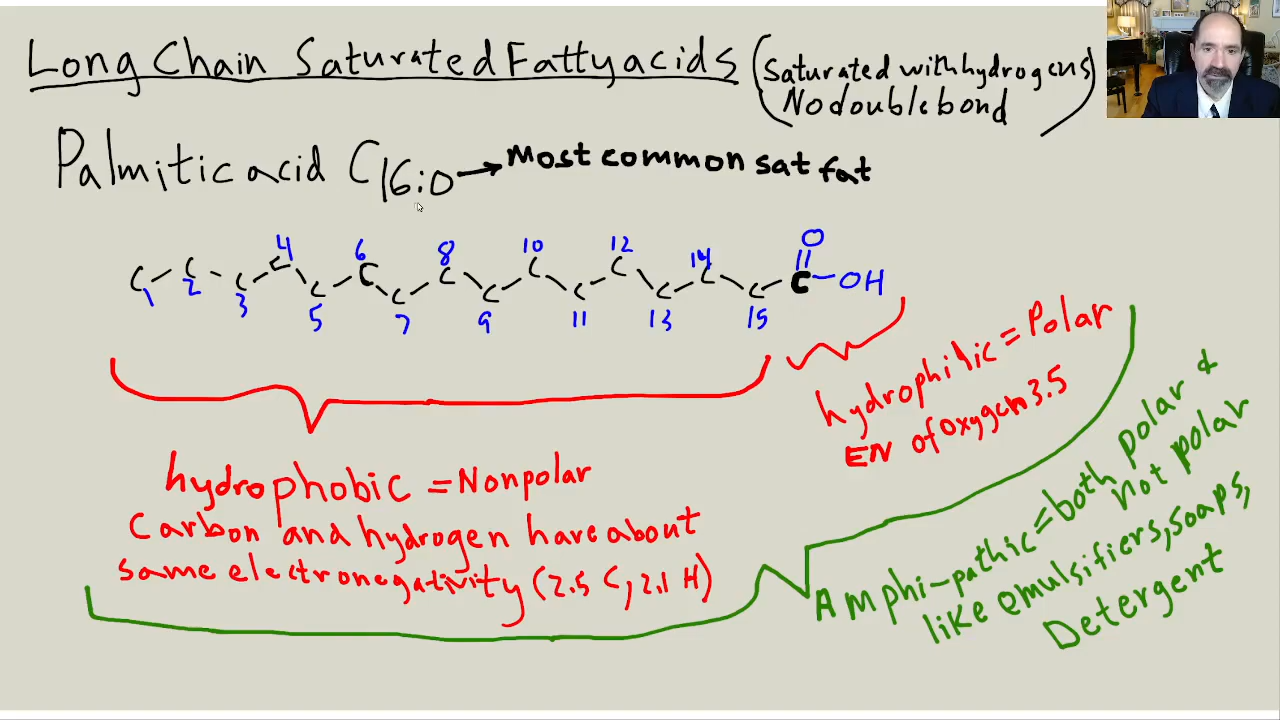 Long Chain Saturated Fatty acids (Saturated with hydrogens
No double bond)
Palmitic acid C16:0 → Most common sat fat
4 6 8 10 12 14 O
C C C C C C C C C C C C C C C C OH
1 2 3 5 7 9 11 13 15
hydrophilic = Polar
EN of Oxygen 3.5
hydrophobic = Nonpolar
Carbon and hydrogen have about
same electronegativity (2.5 C, 2.1 H)
Amphi-pathic = both polar &
not polar
like emulsifiers, soaps,
Detergent